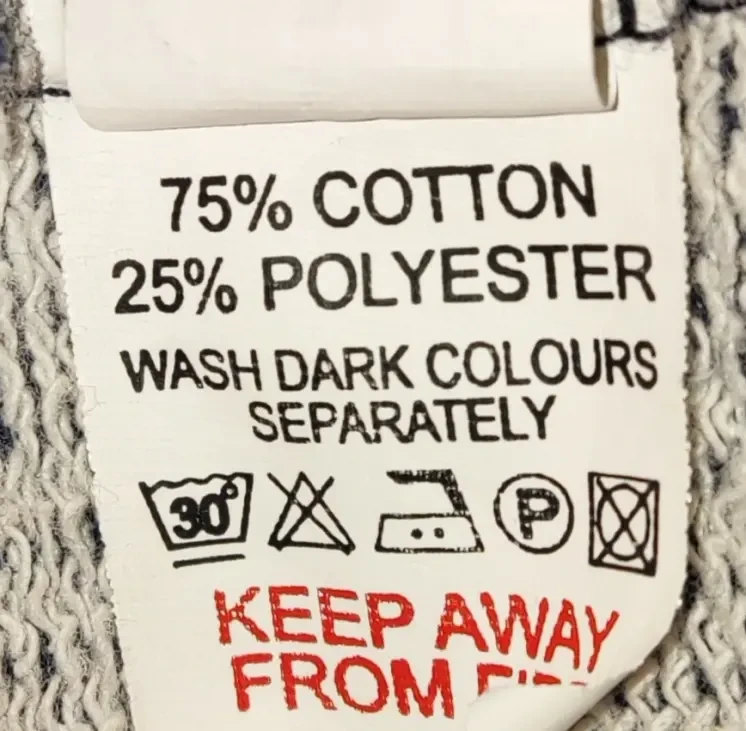 75% COTTON
25% POLYESTER
WASH DARK COLOURS
SEPARATELY
30°
P
KEEP AWAY
FROM